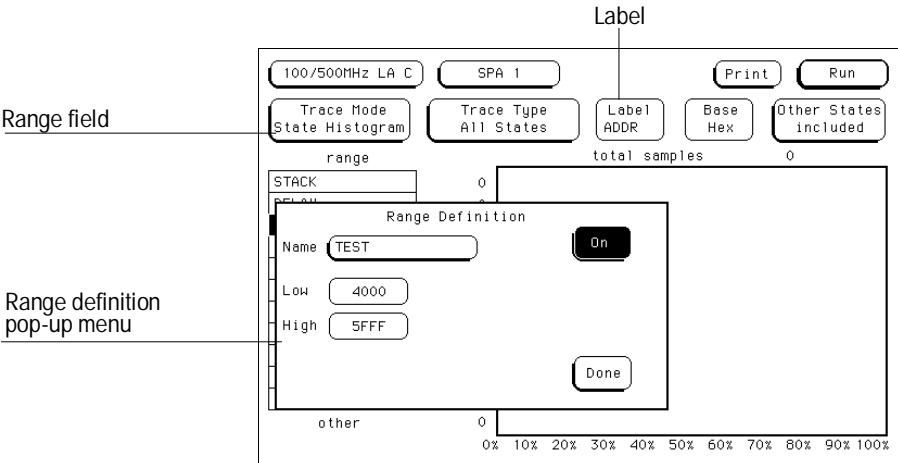 Label
100/500MHz LA C
SPA 1
Print
Run
Range field
Trace Mode
State Histogram
Trace Type
All States
Label
ADDR
Base
Hex
Other States
included
range
total samples 0
STACK
0
Range Definition
Name TEST
On
Low 4000
High 5FFF
Range definition
pop-up menu
Done
other
0
0% 10% 20% 30% 40% 50% 60% 70% 80% 90% 100%